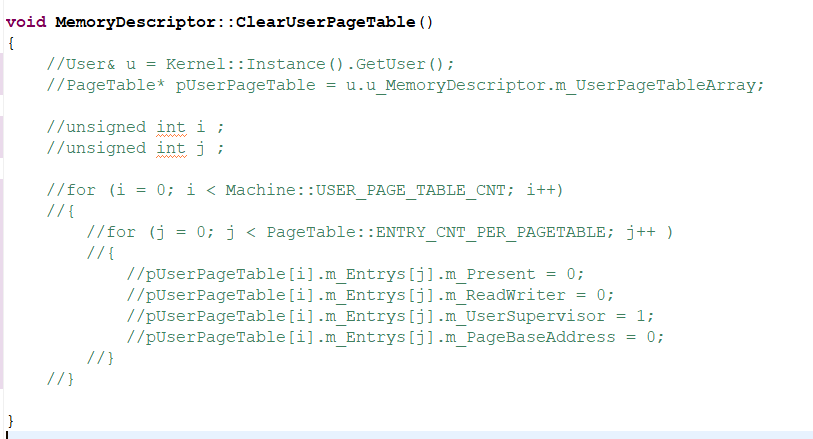 void MemoryDescriptor::ClearUserPageTable()
{
    //User& u = Kernel::Instance().GetUser();
    //PageTable* pUserPageTable = u.u_MemoryDescriptor.m_UserPageTableArray;

    //unsigned int i ;
    //unsigned int j ;

    //for (i = 0; i < Machine::USER_PAGE_TABLE_CNT; i++)
    //{
        //for (j = 0; j < PageTable::ENTRY_CNT_PER_PAGETABLE; j++ )
        //{
            //pUserPageTable[i].m_Entrys[j].m_Present = 0;
            //pUserPageTable[i].m_Entrys[j].m_ReadWriter = 0;
            //pUserPageTable[i].m_Entrys[j].m_UserSupervisor = 1;
            //pUserPageTable[i].m_Entrys[j].m_PageBaseAddress = 0;
        //}
    //}

}